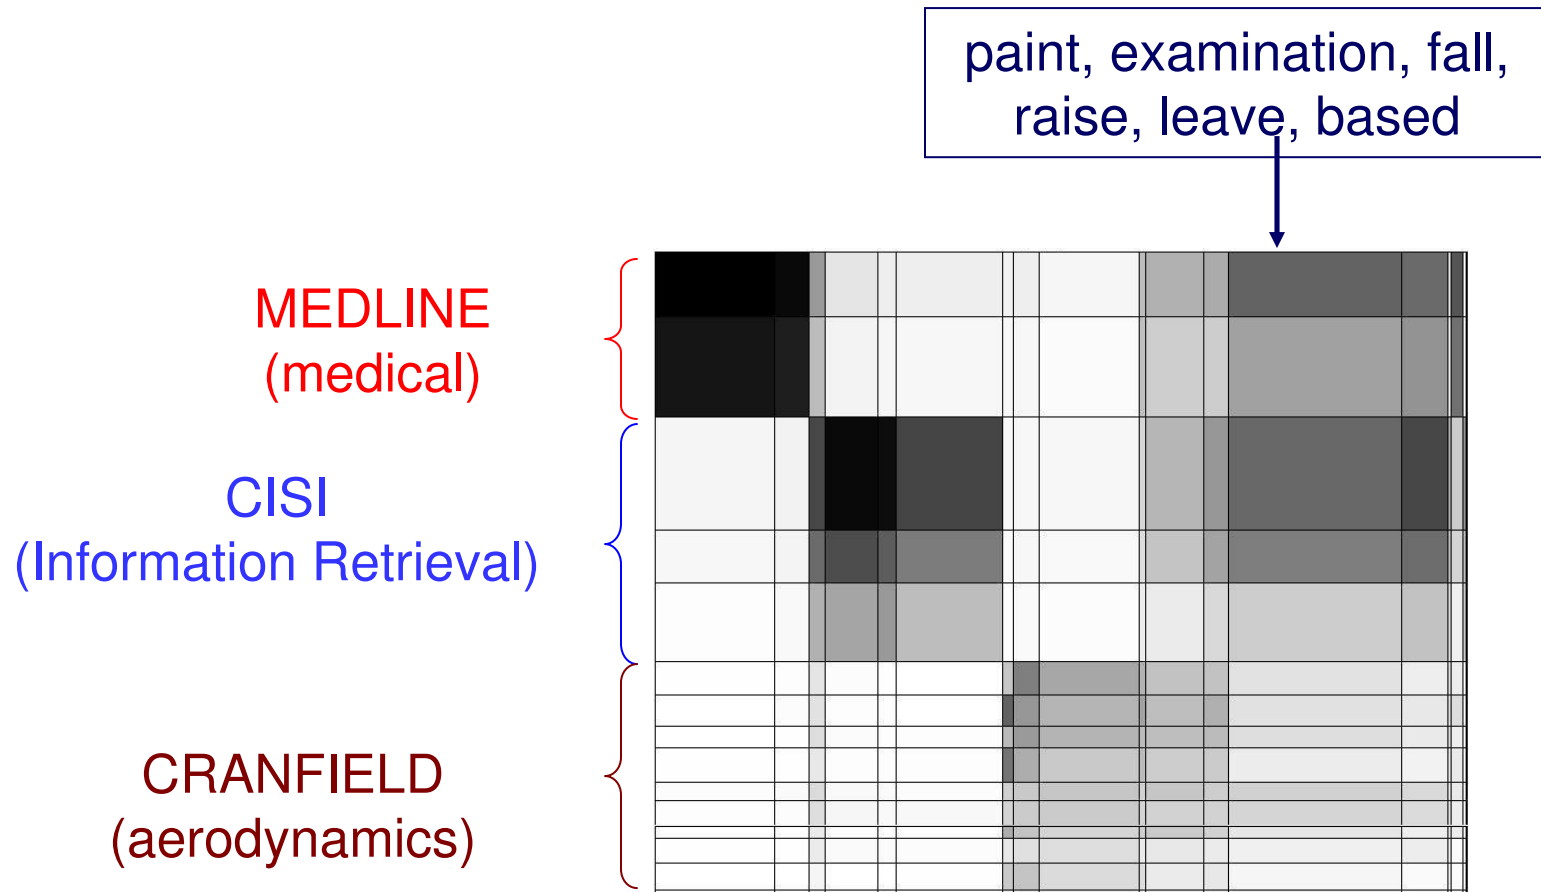 paint, examination, fall,
raise, leave, based
MEDLINE
(medical)
CISI
(Information Retrieval)
CRANFIELD
(aerodynamics)